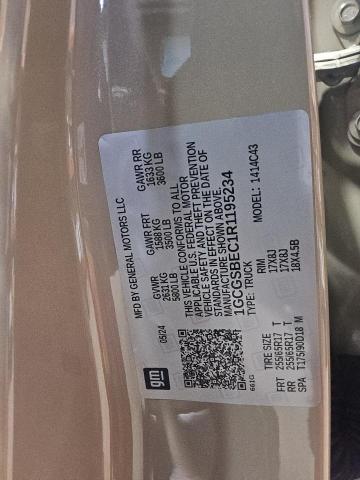 gm
MFD BY GENERAL MOTORS LLC
05/24
GVWR GAWR FRT GAWR RR
2631 KG 1588 KG 1633 KG
5800 LB 3500 LB 3600 LB
THIS VEHICLE CONFORMS TO ALL
APPLICABLE U.S. FEDERAL MOTOR
VEHICLE SAFETY AND THEFT PREVENTION
STANDARDS IN EFFECT ON THE DATE OF
MANUFACTURE SHOWN ABOVE.
1GCGSBEC1R1195234
661G TYPE: TRUCK MODEL: 1414C43
TIRE SIZE RIM
FRT 255/65R17 T 17X8J
RR 255/65R17 T 17X8J
SPA T175/90D18 M 18X4.5B